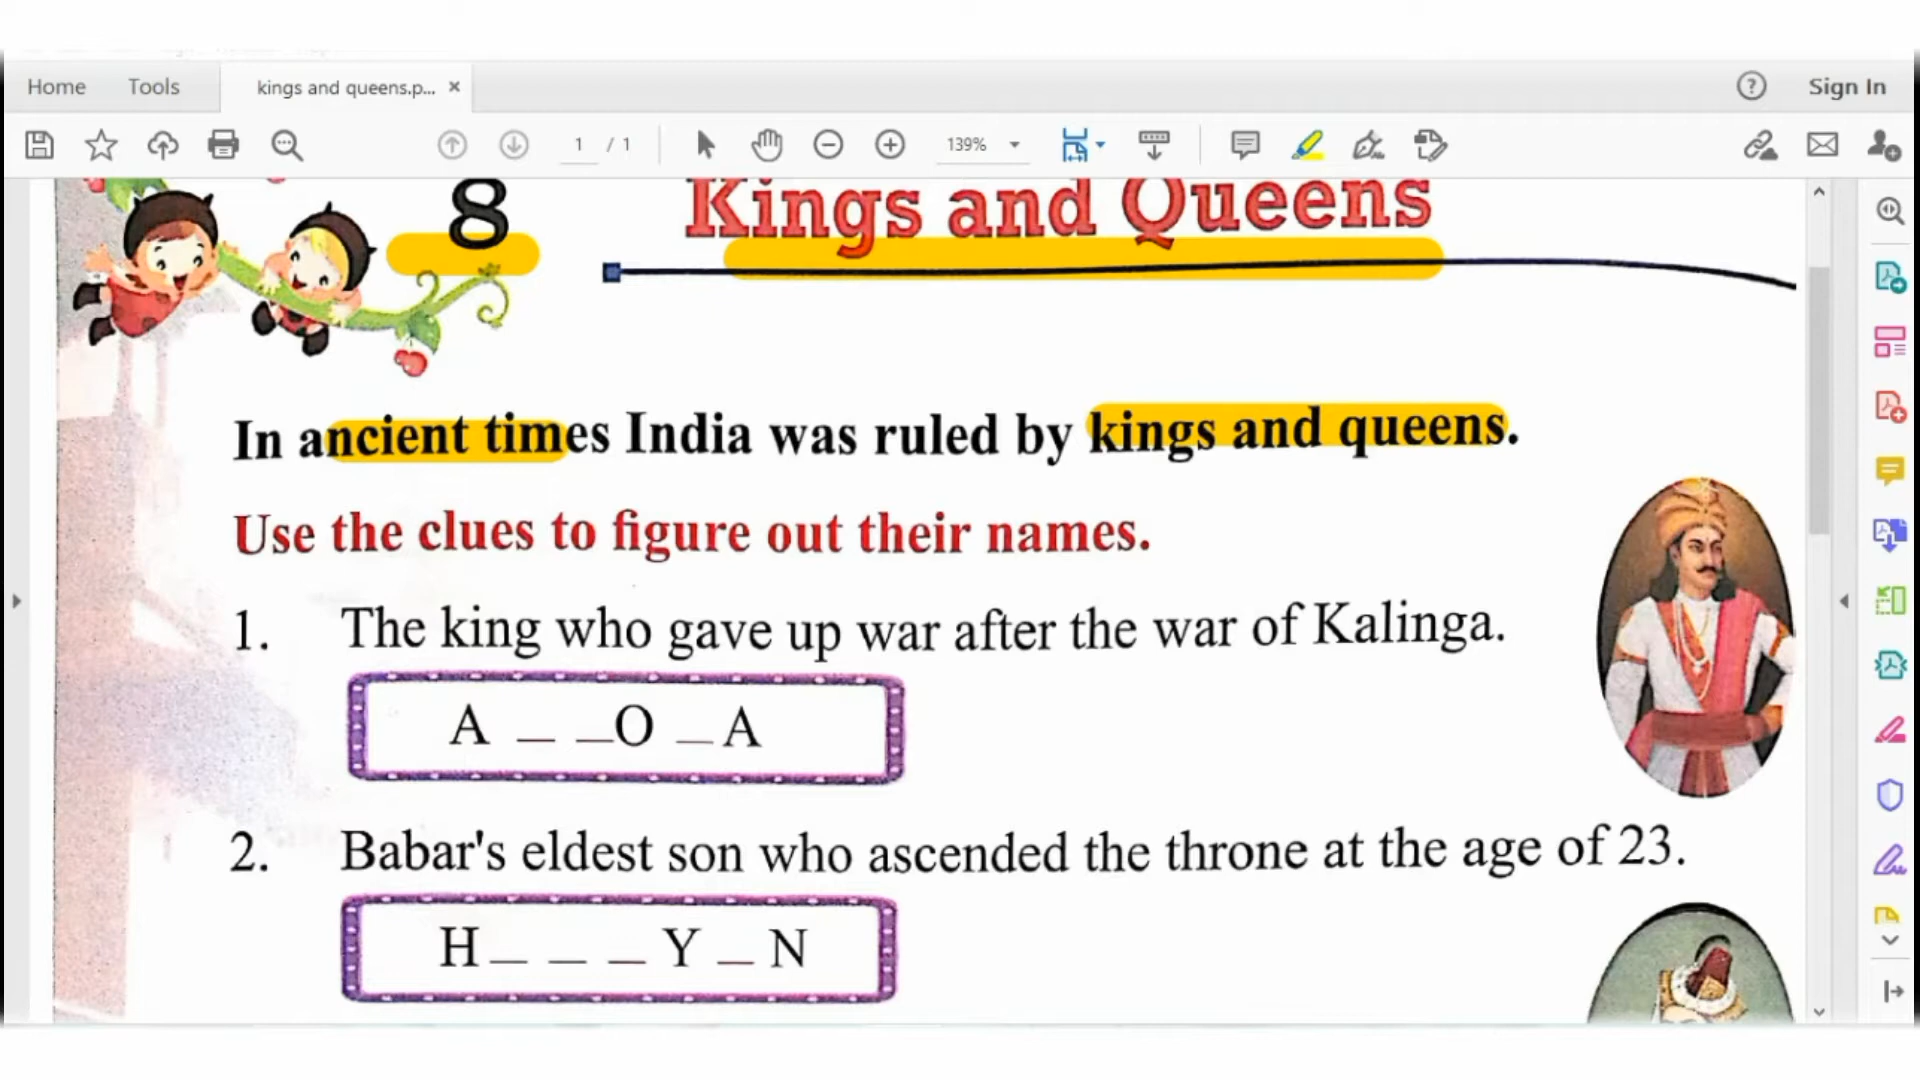 Home Tools kings and queens.p... × ? Sign In
1 / 1 139%
8 Kings and Queens
In ancient times India was ruled by kings and queens.
Use the clues to figure out their names.
1. The king who gave up war after the war of Kalinga.
A _ _ O _ A
2. Babar's eldest son who ascended the throne at the age of 23.
H _ _ _ Y _ N